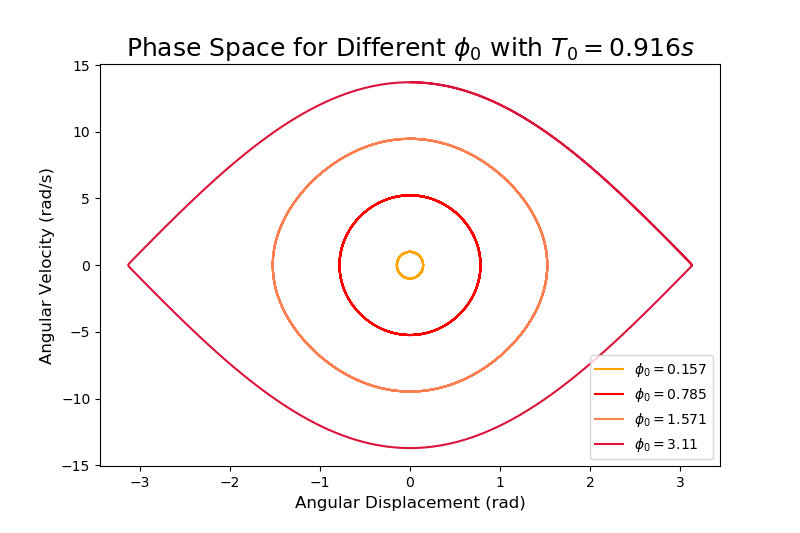 Phase Space for Different ϕ₀ with T₀ = 0.916s
Angular Velocity (rad/s)
15
10
5
0
−5
−10
−15
−3
−2
−1
0
1
2
3
Angular Displacement (rad)
ϕ₀ = 0.157
ϕ₀ = 0.785
ϕ₀ = 1.571
ϕ₀ = 3.11